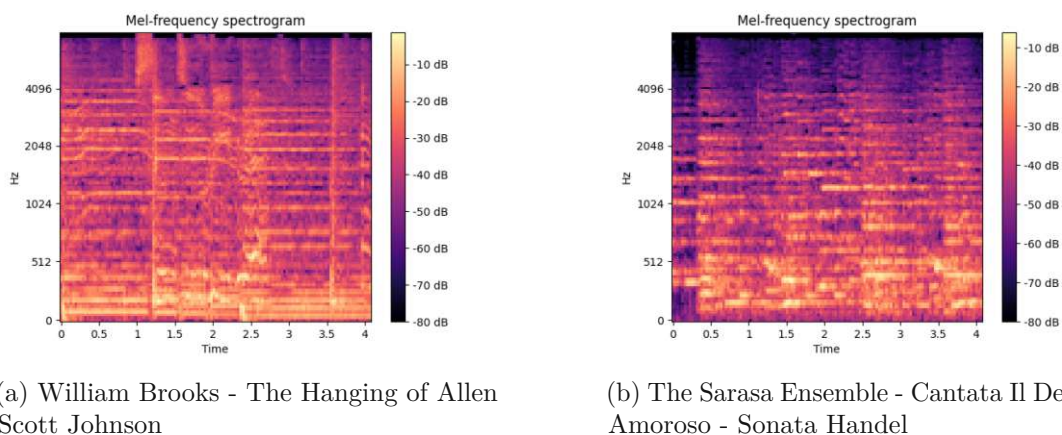 Mel-frequency spectrogram
4096
2048
1024
512
0
Hz
0 0.5 1 1.5 2 2.5 3 3.5 4
Time
-10 dB
-20 dB
-30 dB
-40 dB
-50 dB
-60 dB
-70 dB
-80 dB
(a) William Brooks - The Hanging of Allen
Scott Johnson
Mel-frequency spectrogram
4096
2048
1024
512
0
Hz
0 0.5 1 1.5 2 2.5 3 3.5 4
Time
-10 dB
-20 dB
-30 dB
-40 dB
-50 dB
-60 dB
-70 dB
-80 dB
(b) The Sarasa Ensemble - Cantata Il De
Amoroso - Sonata Handel